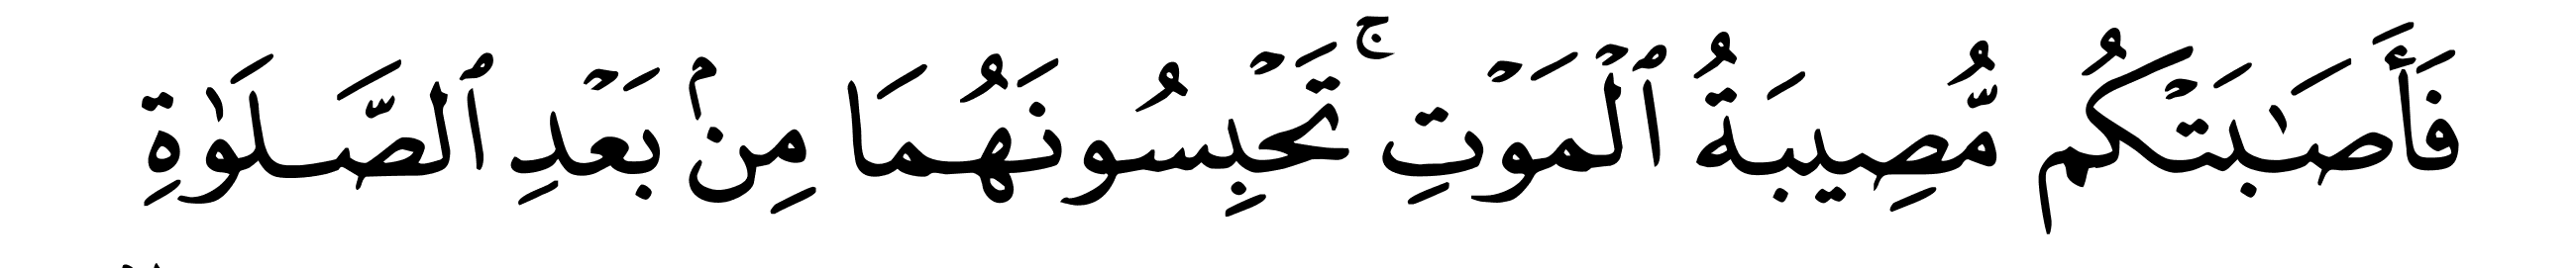 فَأَصَـٰبَتۡكُم مُّصِيبَةُ ٱلۡمَوۡتِۚ تَحۡبِسُونَهُمَا مِنۢ بَعۡدِ ٱلصَّلَوٰةِ